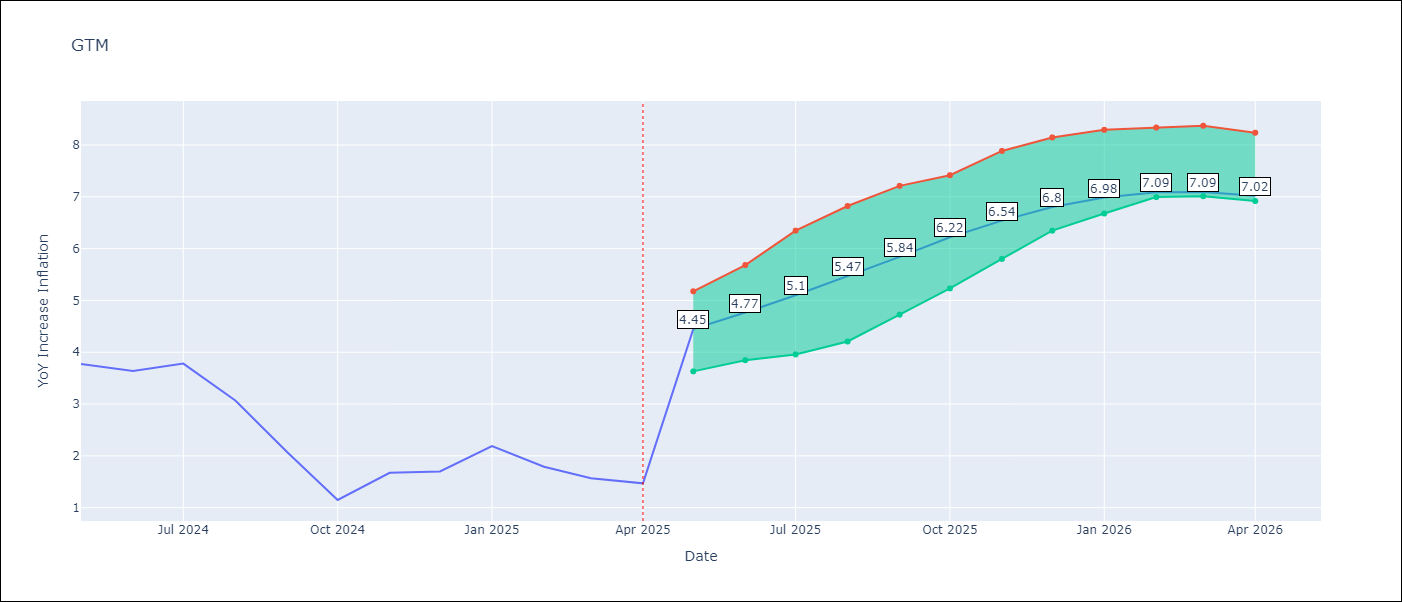 GTM
YoY Increase Inflation
8
7
6
5
4
3
2
1
4.45
4.77
5.1
5.47
5.84
6.22
6.54
6.8
6.98
7.09
7.09
7.02
Jul 2024
Oct 2024
Jan 2025
Apr 2025
Jul 2025
Oct 2025
Jan 2026
Apr 2026
Date